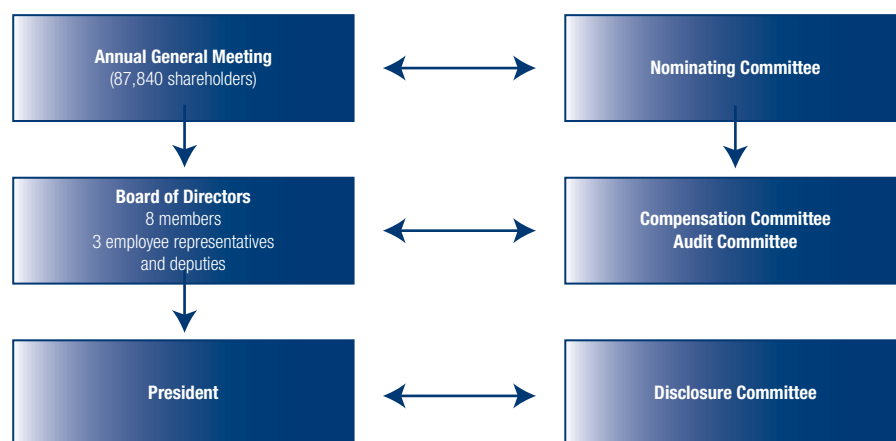 Annual General Meeting
(87,840 shareholders)
Nominating Committee
Board of Directors
8 members
3 employee representatives
and deputies
Compensation Committee
Audit Committee
President
Disclosure Committee